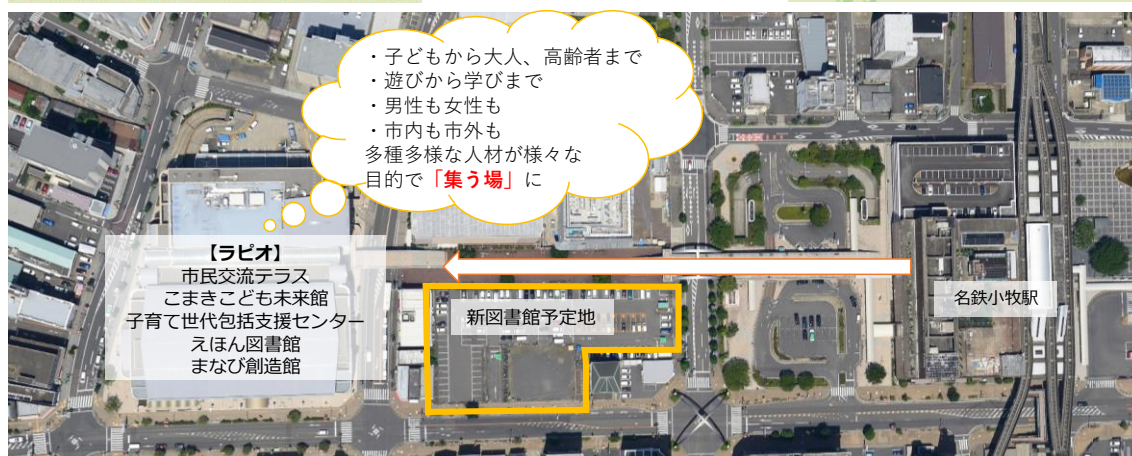 ・子どもから大人、高齢者まで
・遊びから学びまで
・男性も女性も
・市内も市外も
多種多様な人材が様々な
目的で「集う場」に
【ラピオ】
市民交流テラス
こまきこども未来館
子育て世代包括支援センター
えほん図書館
まなび創造館
新図書館予定地
名鉄小牧駅